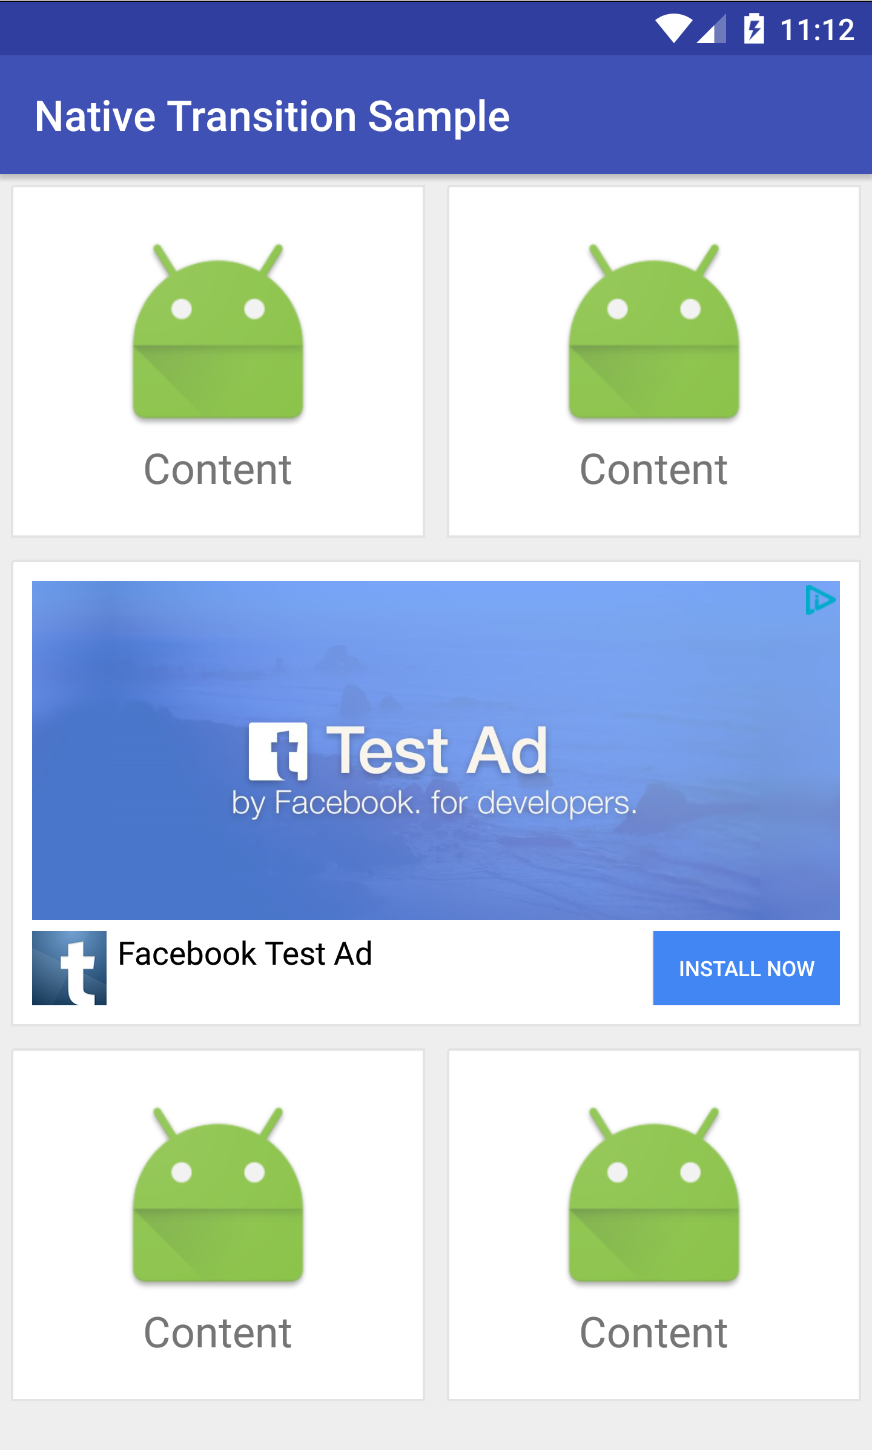 11:12
Native Transition Sample
Content Content
t Test Ad
by Facebook. for developers.
t Facebook Test Ad INSTALL NOW
Content Content